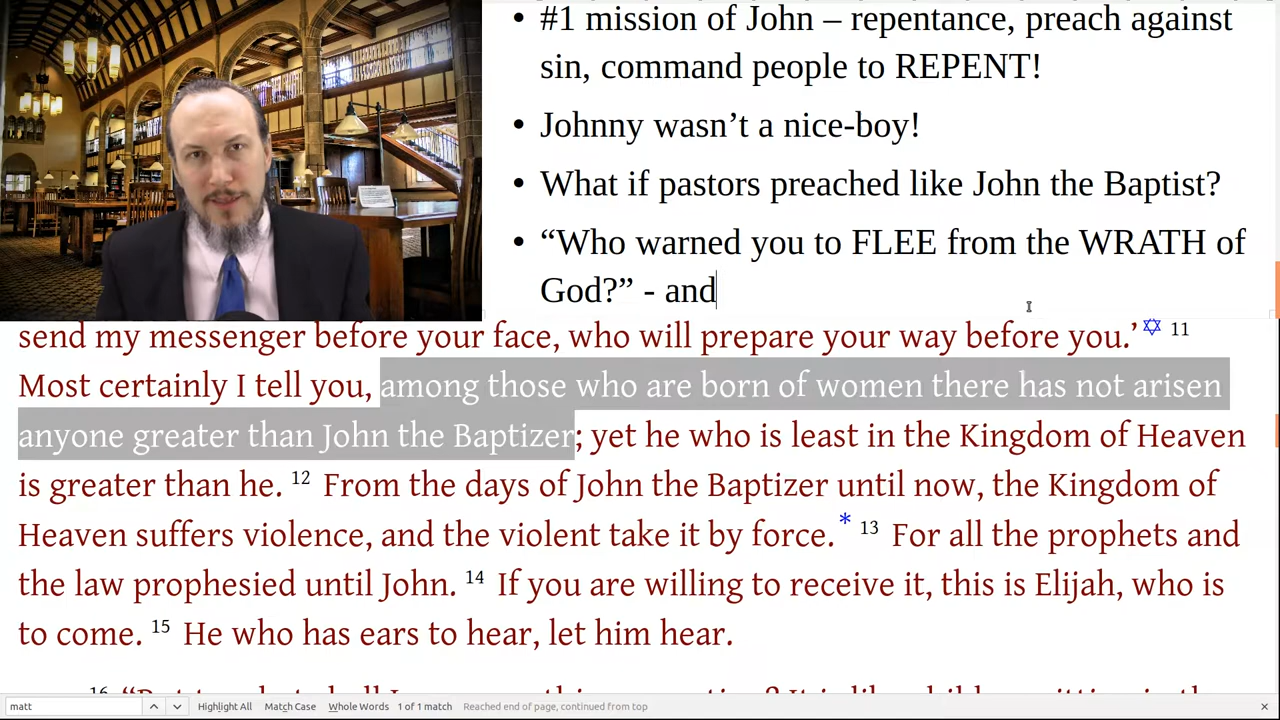 #1 mission of John – repentance, preach against
sin, command people to REPENT!
Johnny wasn’t a nice-boy!
What if pastors preached like John the Baptist?
“Who warned you to FLEE from the WRATH of
God?” - and
send my messenger before your face, who will prepare your way before you.’✡ 11
Most certainly I tell you, among those who are born of women there has not arisen
anyone greater than John the Baptizer; yet he who is least in the Kingdom of Heaven
is greater than he. 12 From the days of John the Baptizer until now, the Kingdom of
Heaven suffers violence, and the violent take it by force.* 13 For all the prophets and
the law prophesied until John. 14 If you are willing to receive it, this is Elijah, who is
to come. 15 He who has ears to hear, let him hear.
matt Highlight All Match Case Whole Words 1 of 1 match Reached end of page, continued from top